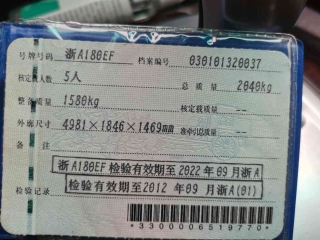 号牌号码 浙A180EF 档案编号 030101320037
核定载人数 5人 总质量 2040kg
整备质量 1580kg 核定载质量 --
外廓尺寸 4981×1846×1469mm 准牵引总质量 --
备注
浙A180EF 检验有效期至2022年09月浙A
检验记录 检验有效期至2012年09月浙A(01)
*3300006519770*